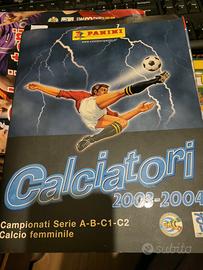 PANINI
Calciatori
2003-2004
Campionati Serie A-B-C1-C2
Calcio femminile
subito